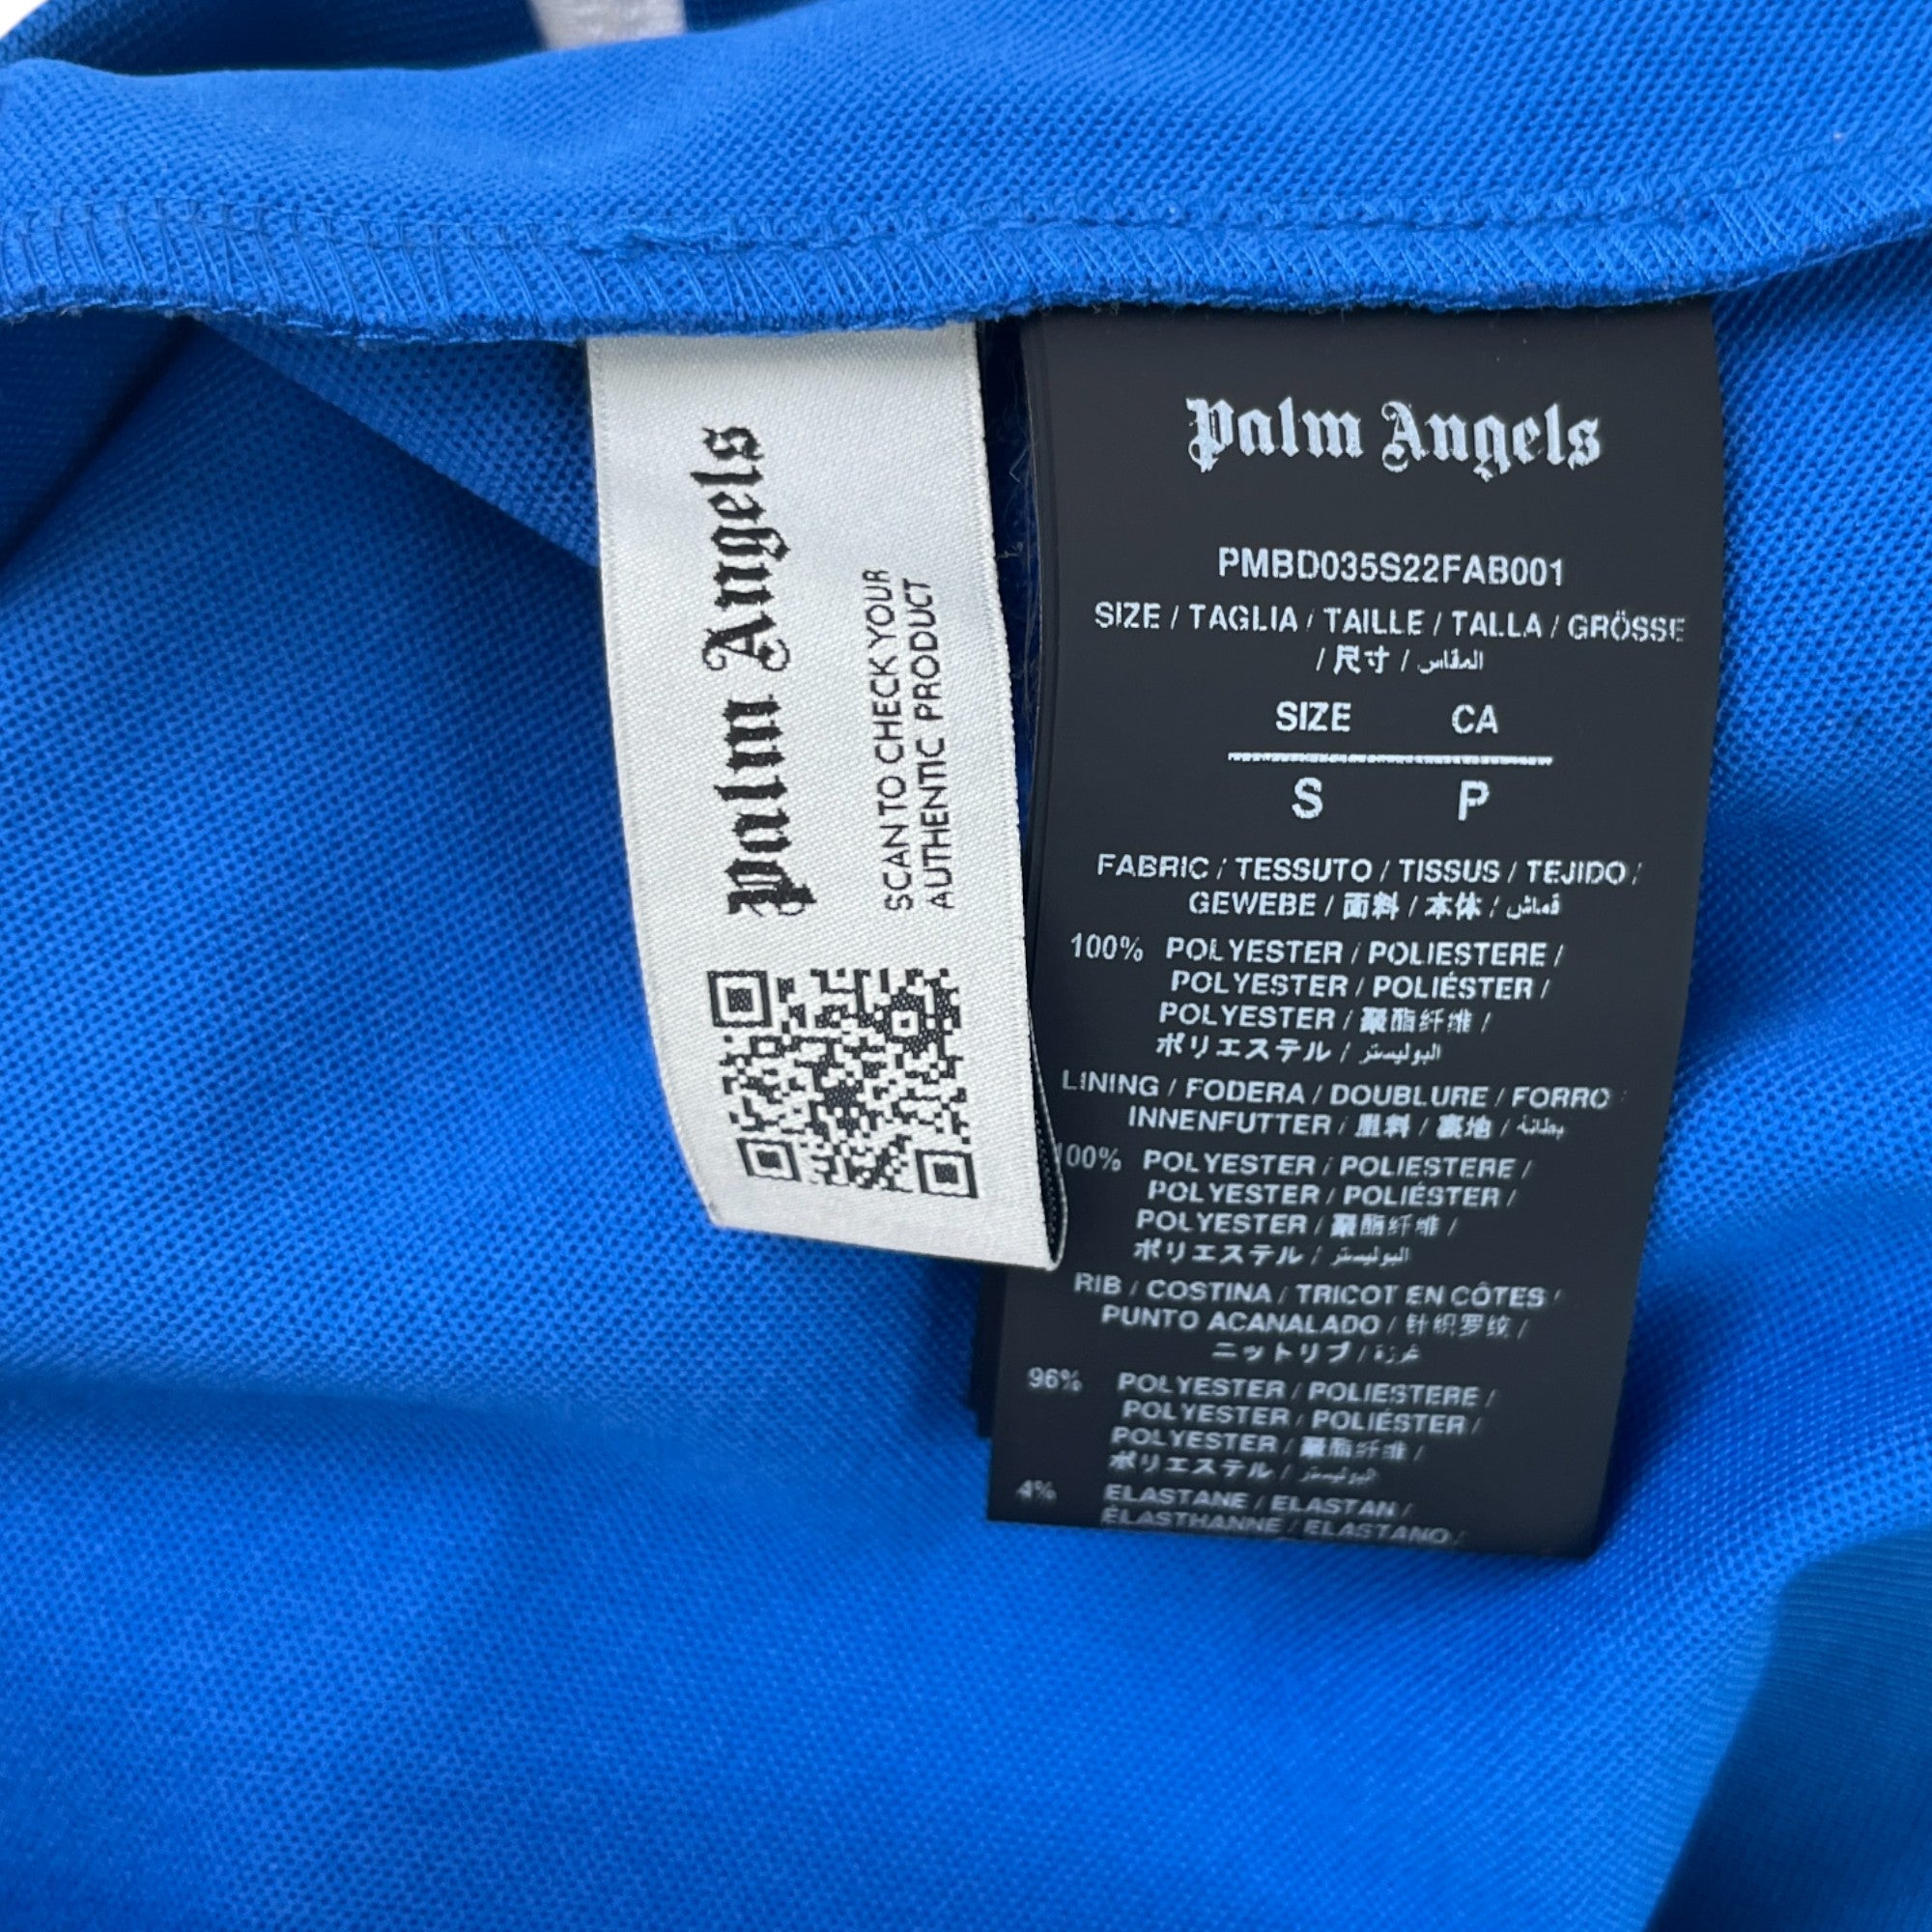 Palm Angels
SCAN TO CHECK YOUR
AUTHENTIC PRODUCT
Palm Angels
PMBD035S22FAB001
SIZE / TAGLIA / TAILLE / TALLA / GRÖSSE
/ 尺寸 / المقاس
SIZE CA
S P
FABRIC / TESSUTO / TISSUS / TEJIDO /
GEWEBE / 面料 / 本体 / قماش
100% POLYESTER / POLIESTERE /
POLYESTER / POLIÉSTER /
POLYESTER / 聚酯纤维 /
ポリエステル / البوليستر
LINING / FODERA / DOUBLURE / FORRO
INNENFUTTER / 里料 / 裏地 / بطانة
100% POLYESTER / POLIESTERE /
POLYESTER / POLIÉSTER /
POLYESTER / 聚酯纤维 /
ポリエステル / البوليستر
RIB / COSTINA / TRICOT EN CÔTES /
PUNTO ACANALADO / 针织罗纹 /
ニットリブ /
96% POLYESTER / POLIESTERE /
POLYESTER / POLIÉSTER /
POLYESTER / 聚酯纤维 /
ポリエステル / البوليستر
4% ELASTANE / ELASTAN /
ÉLASTHANNE / ELASTANO /